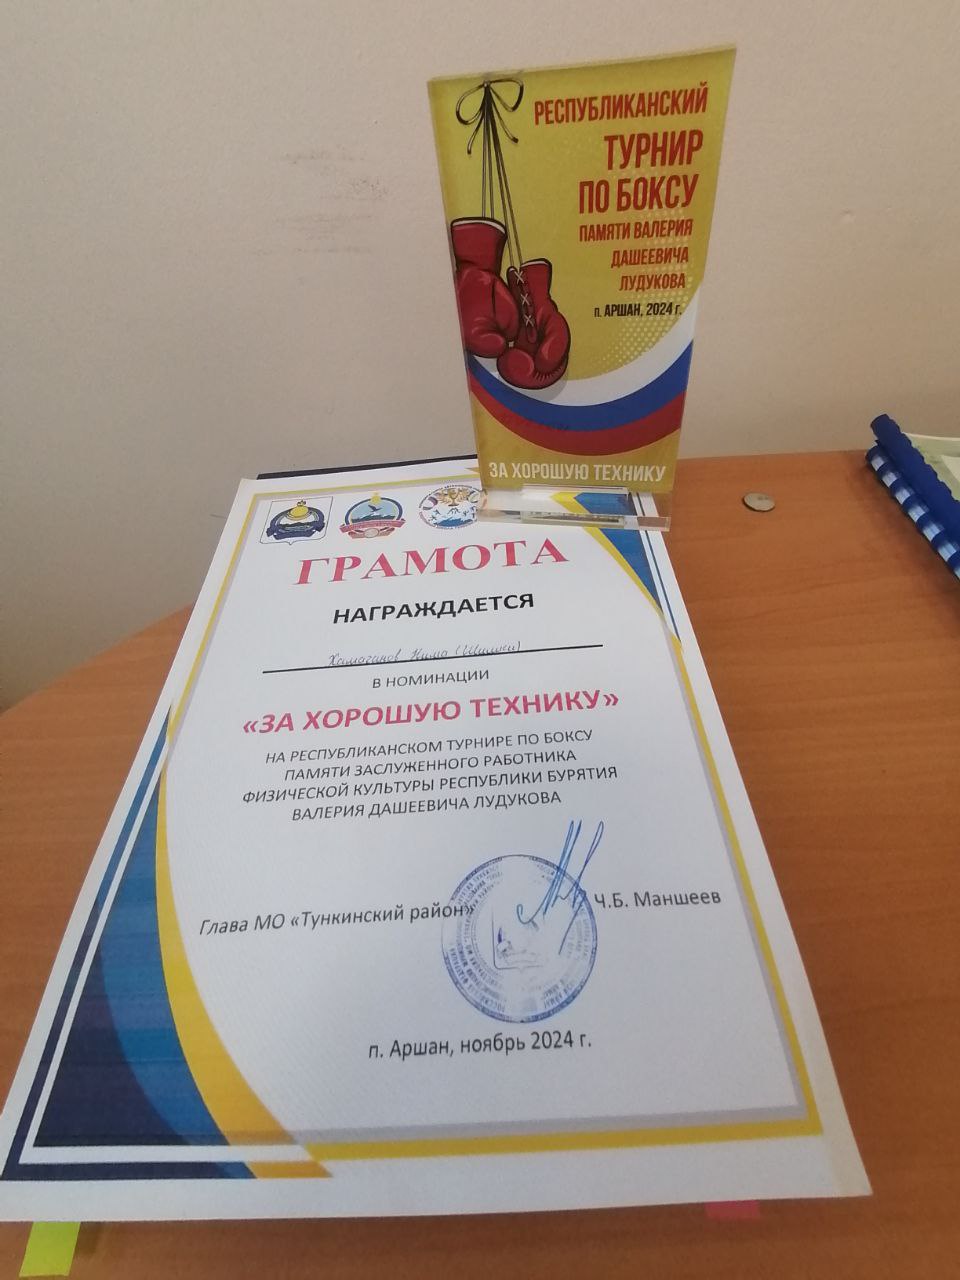 РЕСПУБЛИКАНСКИЙ
ТУРНИР
ПО БОКСУ
ПАМЯТИ ВАЛЕРИЯ
ДАШЕЕВИЧА
ЛУДУКОВА
п. АРШАН, 2024 г.
ЗА ХОРОШУЮ ТЕХНИКУ
ГРАМОТА
НАГРАЖДАЕТСЯ
Хамаганов Нима
В НОМИНАЦИИ
«ЗА ХОРОШУЮ ТЕХНИКУ»
НА РЕСПУБЛИКАНСКОМ ТУРНИРЕ ПО БОКСУ
ПАМЯТИ ЗАСЛУЖЕННОГО РАБОТНИКА
ФИЗИЧЕСКОЙ КУЛЬТУРЫ РЕСПУБЛИКИ БУРЯТИЯ
ВАЛЕРИЯ ДАШЕЕВИЧА ЛУДУКОВА
Глава МО «Тункинский район» Ч.Б. Маншеев
п. Аршан, ноябрь 2024 г.